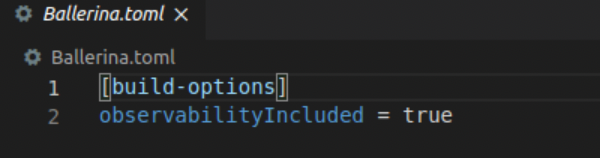 Ballerina.toml ×
Ballerina.toml
1 [build-options]
2 observabilityIncluded = true